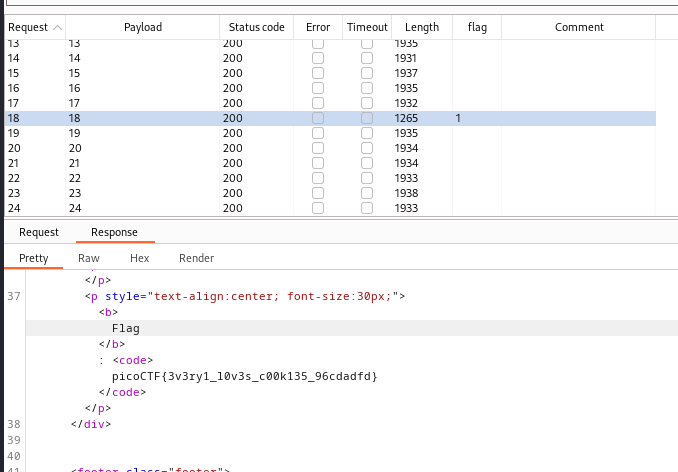 Request Payload Status code Error Timeout Length flag Comment
13 13 200 1935
14 14 200 1931
15 15 200 1937
16 16 200 1935
17 17 200 1932
18 18 200 1265 1
19 19 200 1935
20 20 200 1934
21 21 200 1934
22 22 200 1933
23 23 200 1938
24 24 200 1933
Request Response
Pretty Raw Hex Render
</p>
37 <p style="text-align:center; font-size:30px;">
<b>
Flag
</b>
: <code>
picoCTF{3v3ry1_l0v3s_c00k135_96cdadfd}
</code>
</p>
38 </div>
39
40
41 <footer class="footer">